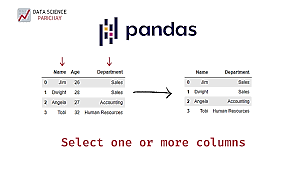 DATA SCIENCE
PARICHAY
pandas
Name Age Department
0 Jim 26 Sales
1 Dwight 28 Sales
2 Angela 27 Accounting
3 Tobi 32 Human Resources
Name Department
0 Jim Sales
1 Dwight Sales
2 Angela Accounting
3 Tobi Human Resources
Select one or more columns